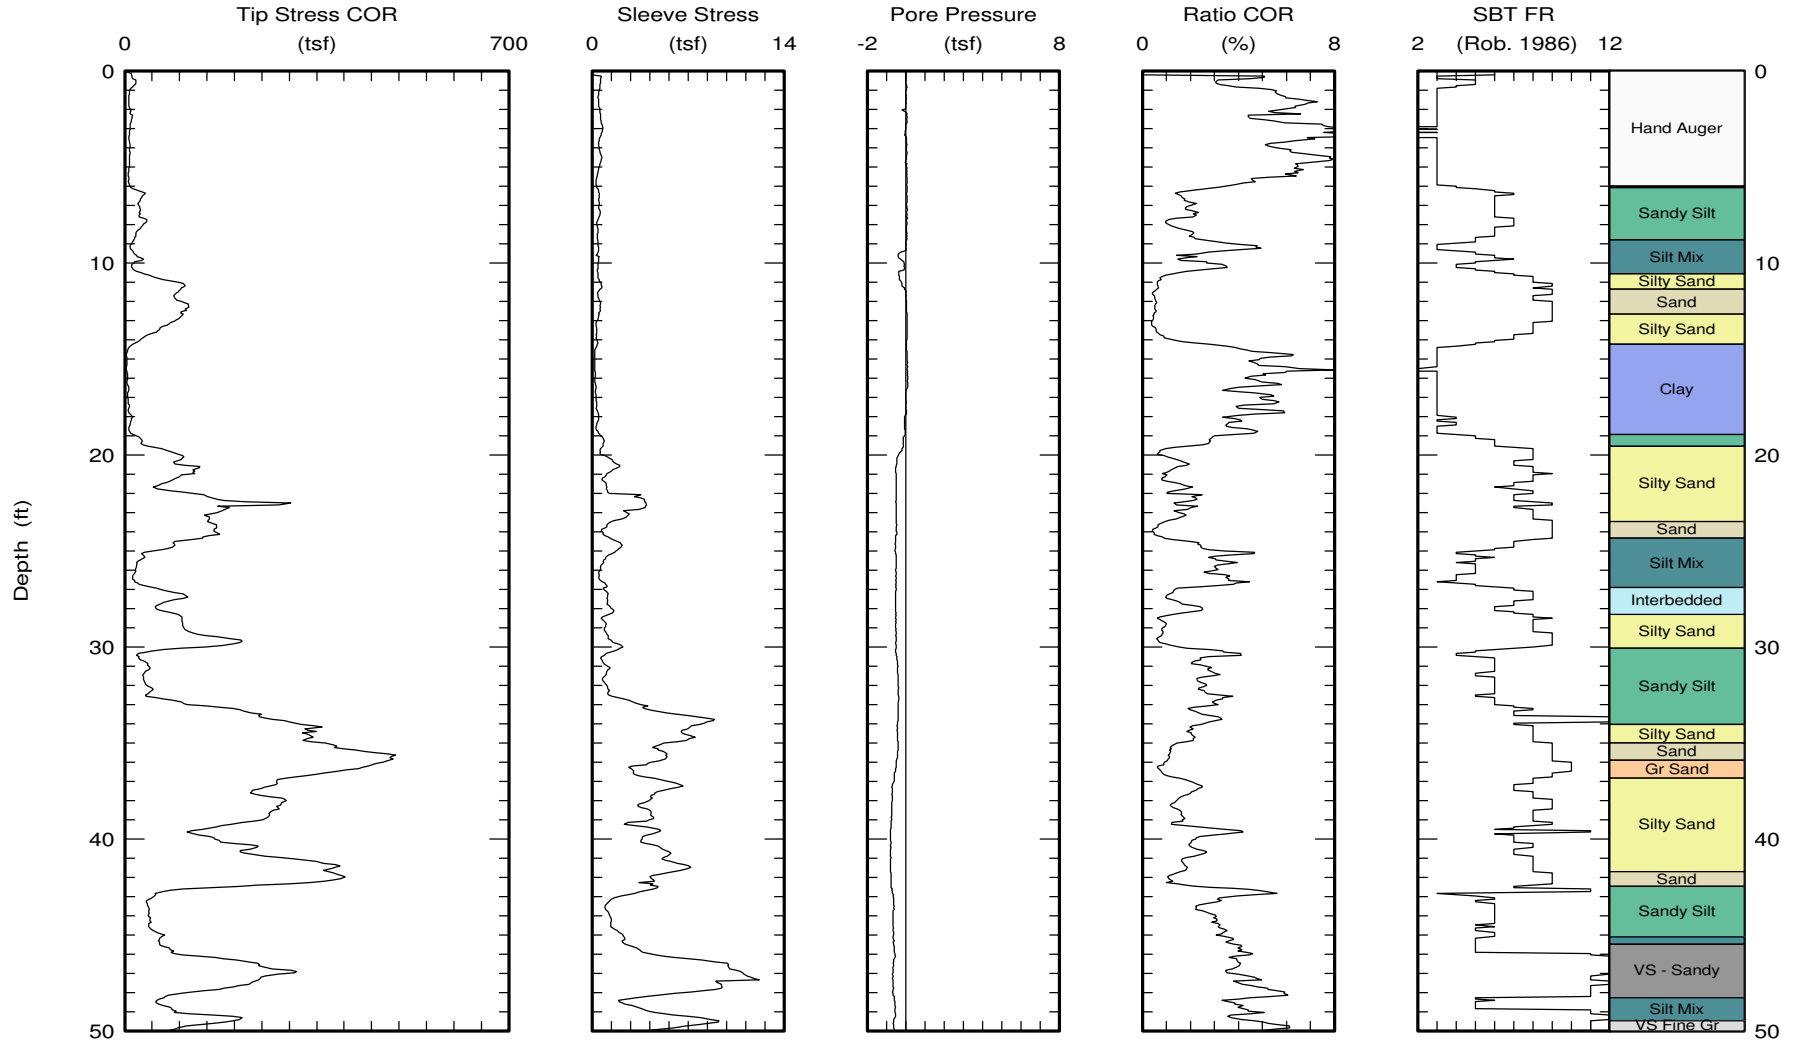 Tip Stress COR Sleeve Stress Pore Pressure Ratio COR SBT FR
0 (tsf) 700 0 (tsf) 14 -2 (tsf) 8 0 (%) 8 2 (Rob. 1986) 12
0 0
Hand Auger
Sandy Silt
Silt Mix
10 10
Silty Sand
Sand
Silty Sand
Clay
20 20
Silty Sand
Sand
Silt Mix
Depth (ft)
Interbedded
Silty Sand
30 30
Sandy Silt
Silty Sand
Sand
Gr Sand
Silty Sand
40 40
Sand
Sandy Silt
VS - Sandy
Silt Mix
VS Fine Gr
50 50